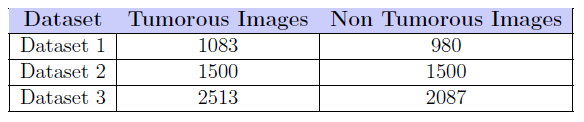 Dataset Tumorous Images Non Tumorous Images
Dataset 1 1083 980
Dataset 2 1500 1500
Dataset 3 2513 2087